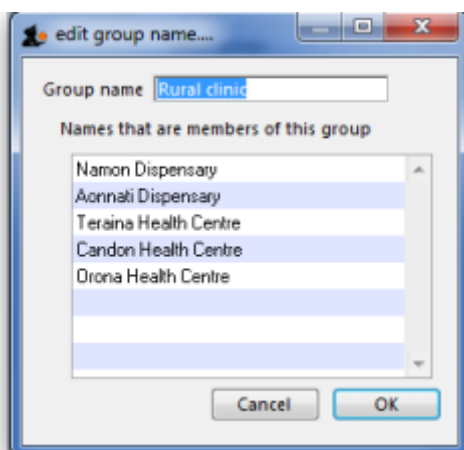 edit group name....
Group name Rural clinic
Names that are members of this group
Namon Dispensary
Aonnati Dispensary
Teraina Health Centre
Candon Health Centre
Orona Health Centre
Cancel OK